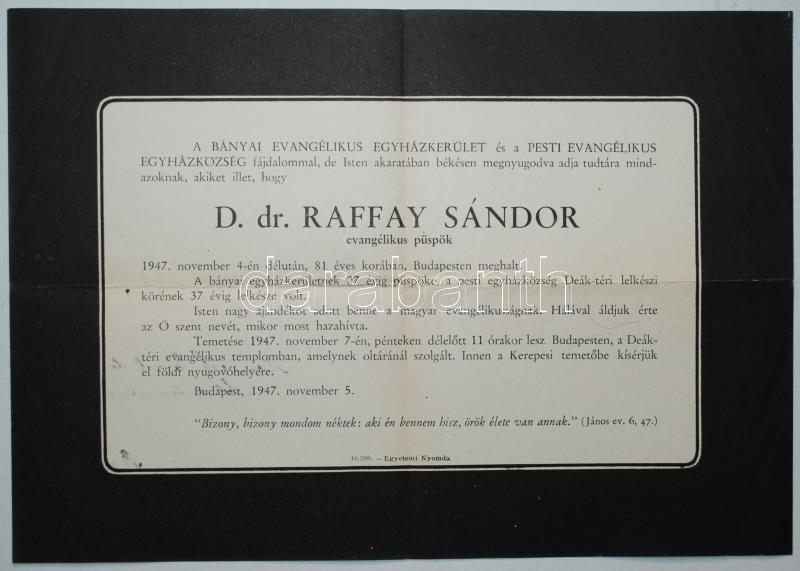 A BÁNYAI EVANGÉLIKUS EGYHÁZKERÜLET és a PESTI EVANGÉLIKUS
EGYHÁZKÖZSÉG fájdalommal, de Isten akaratában békésen megnyugodva adja tudtára mind-
azoknak, akiket illet, hogy
D. dr. RAFFAY SÁNDOR
evangélikus püspök
1947. november 4-én délután, 81 éves korában, Budapesten meghalt.
A bányai egyházkerületnek 27 évig püspöke, a pesti egyházközség Deák-téri lelkészi
körének 37 évig lelkésze volt.
Isten nagy ajándékot adott benne a magyar evangélikusságnak. Hálával áldjuk érte
az Ő szent nevét, mikor most hazahívta.
Temetése 1947. november 7-én, pénteken délelőtt 11 órakor lesz Budapesten, a Deák-
téri evangélikus templomban, amelynek oltáránál szolgált. Innen a Kerepesi temetőbe kísérjük
el földi nyugovóhelyére.
Budapest, 1947. november 5.
"Bizony, bizony mondom néktek: aki én bennem hisz, örök élete van annak." (János ev. 6, 47.)
48.500. – Egyetemi Nyomda
darabanth